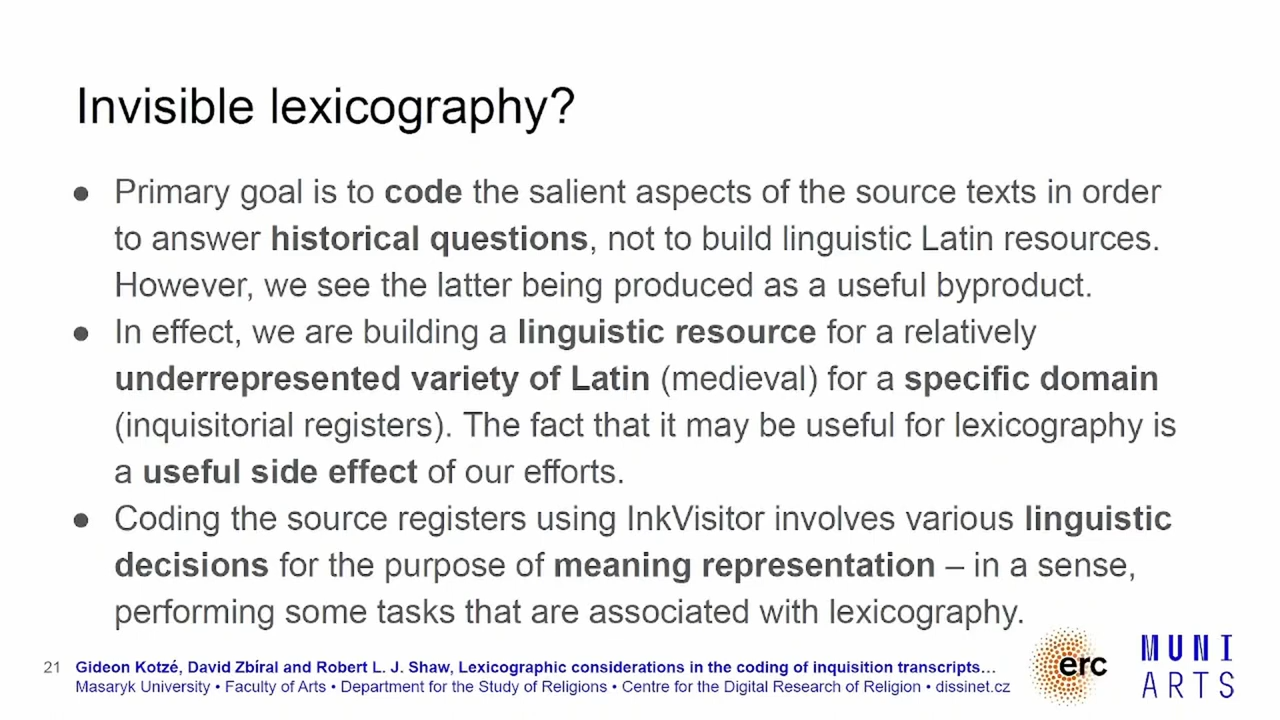 Invisible lexicography?
● Primary goal is to code the salient aspects of the source texts in order
to answer historical questions, not to build linguistic Latin resources.
However, we see the latter being produced as a useful byproduct.
● In effect, we are building a linguistic resource for a relatively
underrepresented variety of Latin (medieval) for a specific domain
(inquisitorial registers). The fact that it may be useful for lexicography is
a useful side effect of our efforts.
● Coding the source registers using InkVisitor involves various linguistic
decisions for the purpose of meaning representation – in a sense,
performing some tasks that are associated with lexicography.
21 Gideon Kotzé, David Zbíral and Robert L. J. Shaw, Lexicographic considerations in the coding of inquisition transcripts…
Masaryk University • Faculty of Arts • Department for the Study of Religions • Centre for the Digital Research of Religion • dissinet.cz
erc
MUNI
ARTS